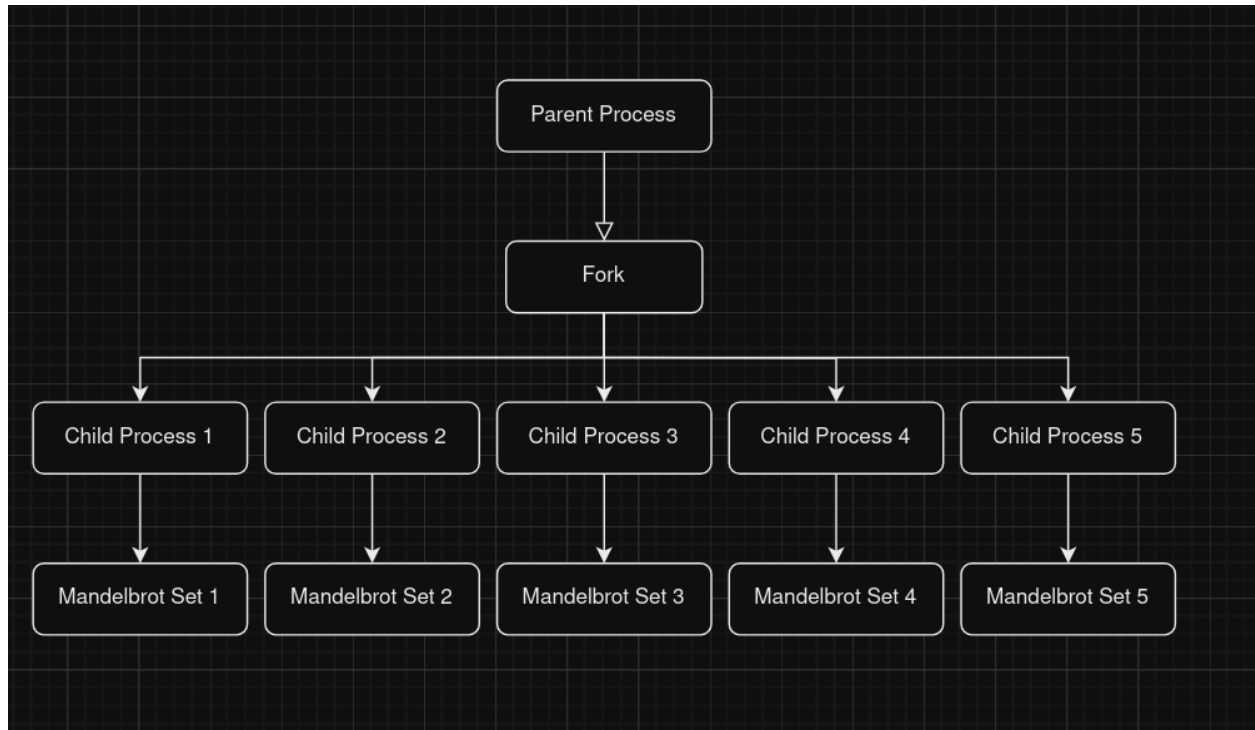 Parent Process
Fork
Child Process 1
Child Process 2
Child Process 3
Child Process 4
Child Process 5
Mandelbrot Set 1
Mandelbrot Set 2
Mandelbrot Set 3
Mandelbrot Set 4
Mandelbrot Set 5